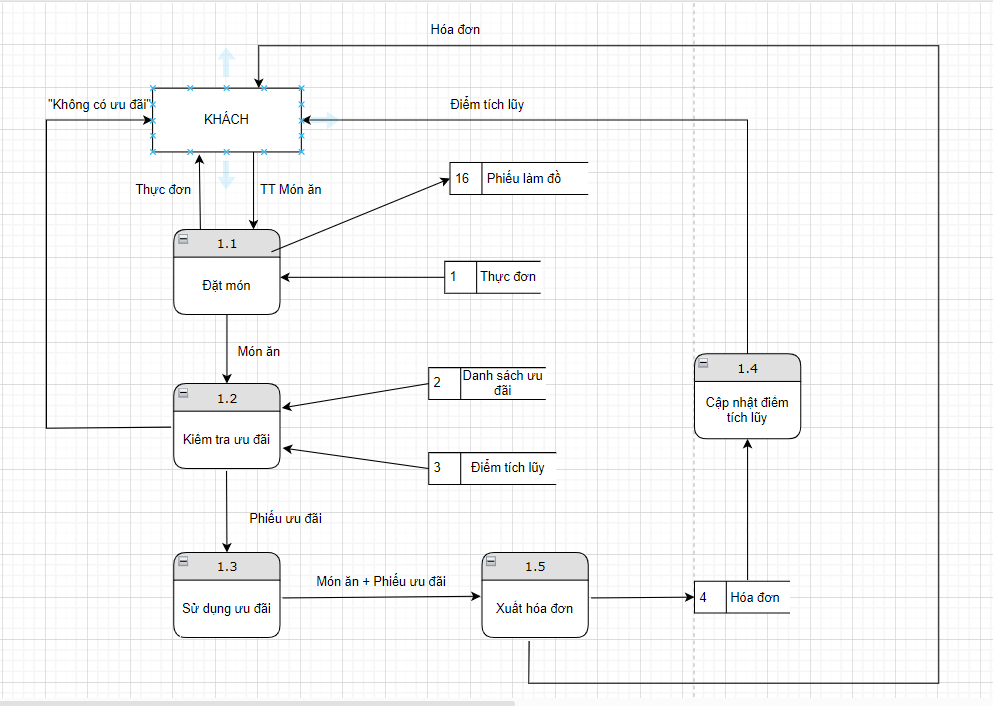 Hóa đơn
"Không có ưu đãi"
KHÁCH
Điểm tích lũy
Thực đơn
TT Món ăn
16
Phiếu làm đồ
1.1
Đặt món
1
Thực đơn
Món ăn
1.2
Kiêm tra ưu đãi
2
Danh sách ưu
đãi
3
Điểm tích lũy
1.4
Cập nhật điểm
tích lũy
Phiếu ưu đãi
1.3
Sử dụng ưu đãi
Món ăn + Phiếu ưu đãi
1.5
Xuất hóa đơn
4
Hóa đơn